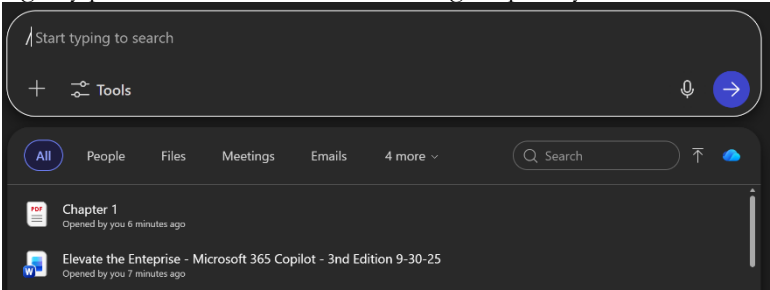 /Start typing to search
Tools
All People Files Meetings Emails 4 more Search
PDF
Chapter 1
Opened by you 6 minutes ago
W
Elevate the Enteprise - Microsoft 365 Copilot - 3nd Edition 9-30-25
Opened by you 7 minutes ago